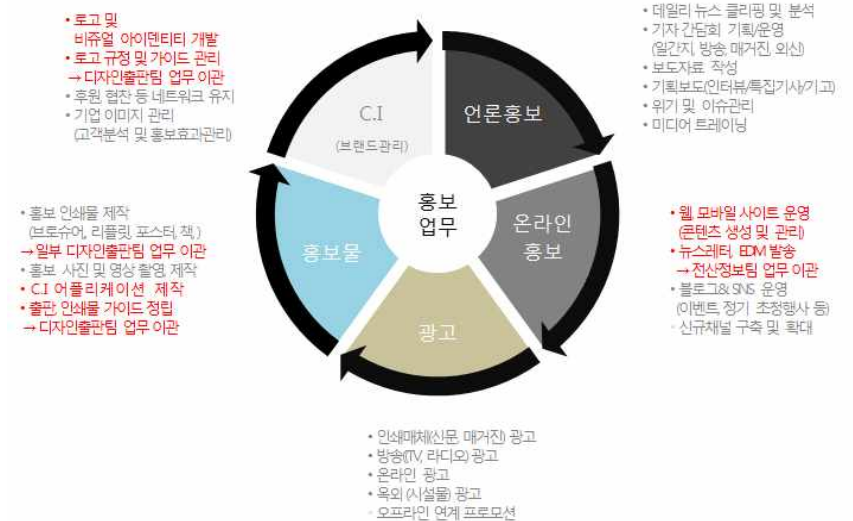 • 로고 및
비쥬얼 아이덴티티 개발
• 로고 규정 및 가이드 관리
→ 디자인출판팀 업무 이관
• 후원, 협찬 등 네트워크 유지
• 기업 이미지 관리
(고객분석 및 홍보효과관리)
C.I
(브랜드관리)
언론홍보
• 데일리 뉴스 클리핑 및 분석
• 기자 간담회 기획/운영
(일간지, 방송, 매거진, 외신)
• 보도자료 작성
• 기획보도(인터뷰/특집기사/기고)
• 위기 및 이슈관리
• 미디어 트레이닝
홍보
업무
• 홍보 인쇄물 제작
(브로슈어, 리플릿, 포스터, 책,)
→ 일부 디자인출판팀 업무 이관
• 홍보 사진 및 영상 촬영, 제작
• C.I 어플리케이션 제작
• 출판, 인쇄물 가이드 정립
→ 디자인출판팀 업무 이관
홍보물
온라인
홍보
• 웹, 모바일 사이트 운영
(콘텐츠 생성 및 관리)
• 뉴스레터, EDM 발송
→ 전산정보팀 업무 이관
• 블로그& SNS 운영
(이벤트, 정기 초청행사 등)
◦ 신규채널 구축 및 확대
광고
• 인쇄매체(신문, 매거진) 광고
• 방송(TV, 라디오) 광고
• 온라인 광고
• 옥외 (시설물) 광고
◦ 오프라인 연계 프로모션